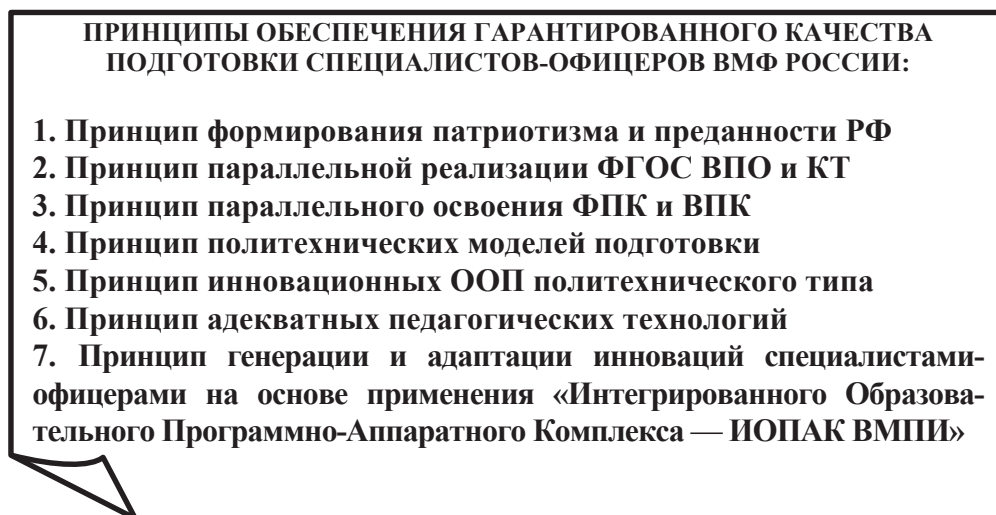 ПРИНЦИПЫ ОБЕСПЕЧЕНИЯ ГАРАНТИРОВАННОГО КАЧЕСТВА
ПОДГОТОВКИ СПЕЦИАЛИСТОВ-ОФИЦЕРОВ ВМФ РОССИИ:
1. Принцип формирования патриотизма и преданности РФ
2. Принцип параллельной реализации ФГОС ВПО и КТ
3. Принцип параллельного освоения ФПК и ВПК
4. Принцип политехнических моделей подготовки
5. Принцип инновационных ООП политехнического типа
6. Принцип адекватных педагогических технологий
7. Принцип генерации и адаптации инноваций специалистами-
офицерами на основе применения «Интегрированного Образова-
тельного Программно-Аппаратного Комплекса — ИОПАК ВМПИ»